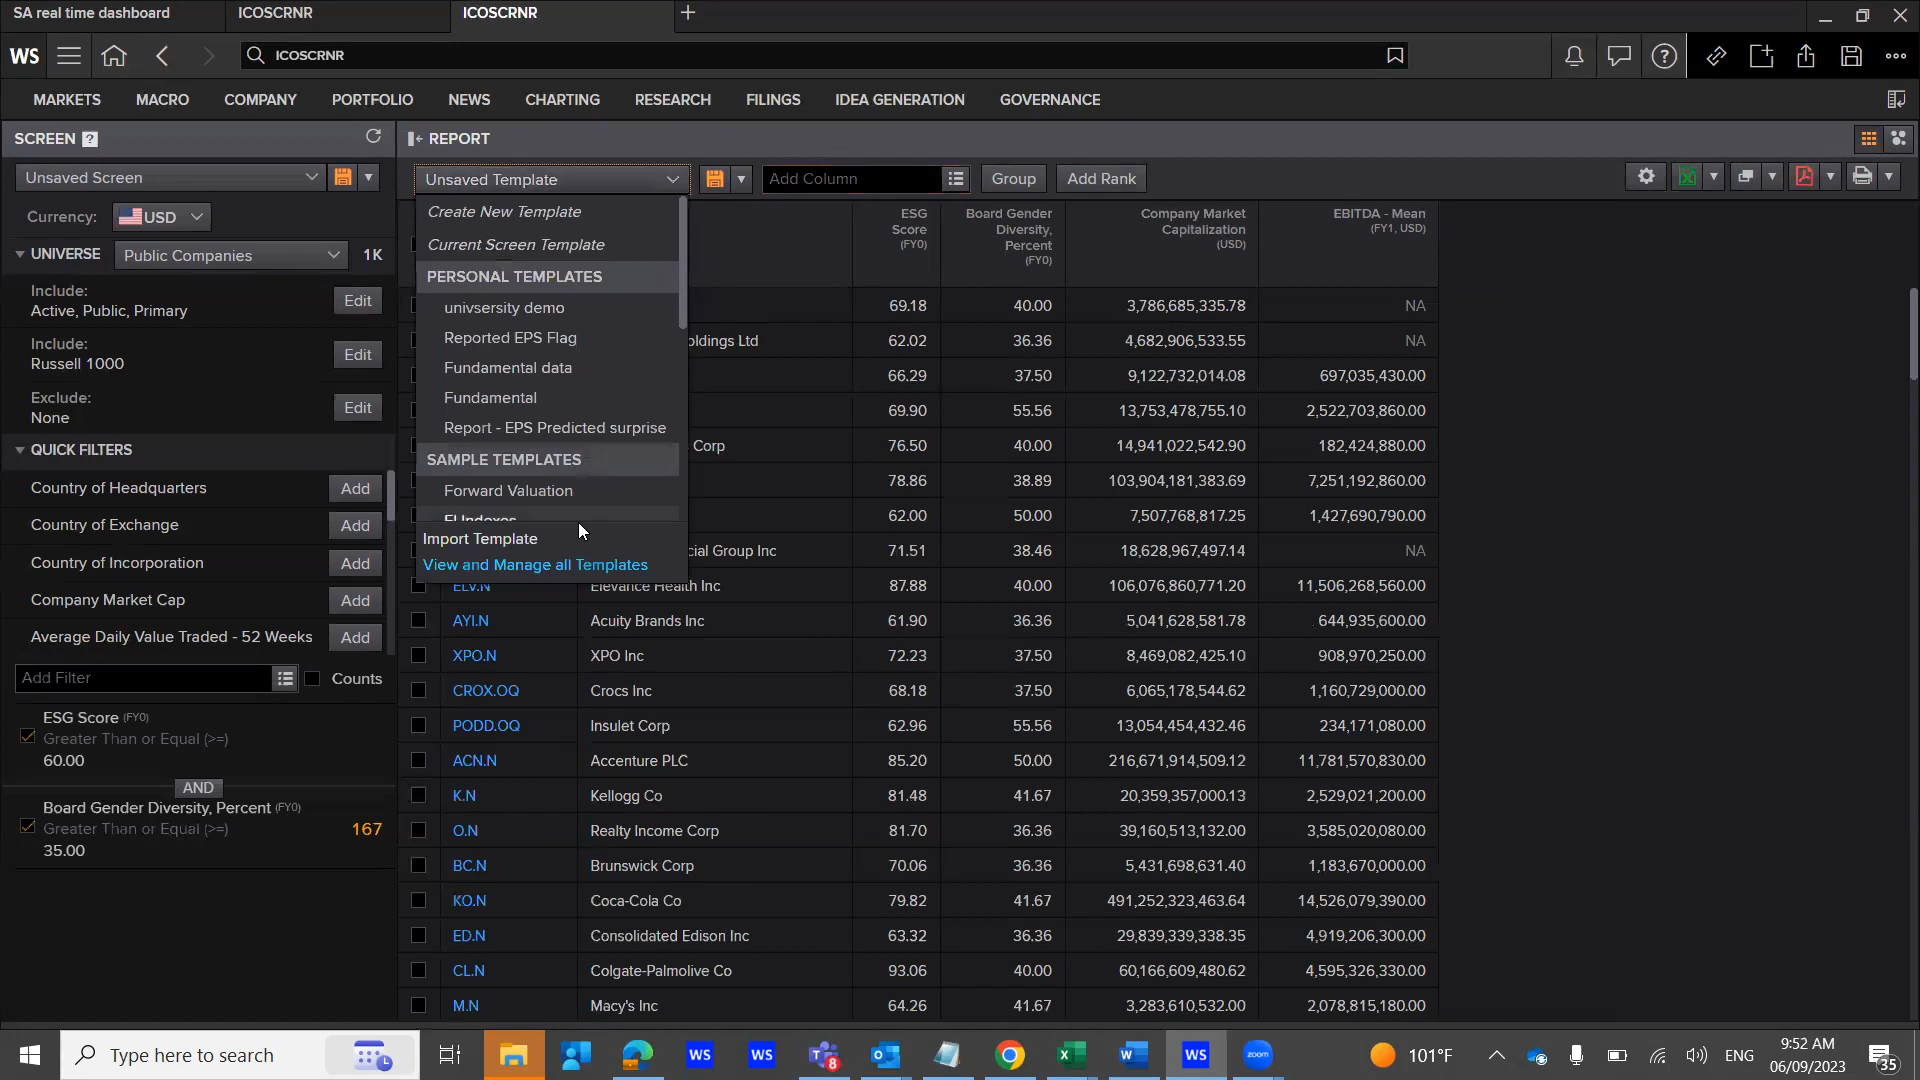 SA real time dashboard
ICOSCRNR
ICOSCRNR
WS
ICOSCRNR
MARKETS
MACRO
COMPANY
PORTFOLIO
NEWS
CHARTING
RESEARCH
FILINGS
IDEA GENERATION
GOVERNANCE
SCREEN ?
Unsaved Screen
Currency: USD
UNIVERSE Public Companies 1K
Include:
Active, Public, Primary
Edit
Include:
Russell 1000
Edit
Exclude:
None
Edit
QUICK FILTERS
Country of Headquarters Add
Country of Exchange Add
Country of Incorporation Add
Company Market Cap Add
Average Daily Value Traded - 52 Weeks Add
Add Filter Counts
ESG Score (FY0)
Greater Than or Equal (>=)
60.00
AND
Board Gender Diversity, Percent (FY0)
Greater Than or Equal (>=) 167
35.00
REPORT
Unsaved Template Add Column Group Add Rank
Create New Template
Current Screen Template
PERSONAL TEMPLATES
univsersity demo
Reported EPS Flag
Fundamental data
Fundamental
Report - EPS Predicted surprise
SAMPLE TEMPLATES
Forward Valuation
Import Template
View and Manage all Templates
ESG Score (FY0)
Board Gender Diversity, Percent (FY0)
Company Market Capitalization (USD)
EBITDA - Mean (FY1, USD)
69.18 40.00 3,786,685,335.78 NA
oldings Ltd 62.02 36.36 4,682,906,533.55 NA
66.29 37.50 9,122,732,014.08 697,035,430.00
69.90 55.56 13,753,478,755.10 2,522,703,860.00
Corp 76.50 40.00 14,941,022,542.90 182,424,880.00
78.86 38.89 103,904,181,383.69 7,251,192,860.00
62.00 50.00 7,507,768,817.25 1,427,690,790.00
cial Group Inc 71.51 38.46 18,628,967,497.14 NA
ELV.N Elevance Health Inc 87.88 40.00 106,076,860,771.20 11,506,268,560.00
AYI.N Acuity Brands Inc 61.90 36.36 5,041,628,581.78 644,935,600.00
XPO.N XPO Inc 72.23 37.50 8,469,082,425.10 908,970,250.00
CROX.OQ Crocs Inc 68.18 37.50 6,065,178,544.62 1,160,729,000.00
PODD.OQ Insulet Corp 62.96 55.56 13,054,454,432.46 234,171,080.00
ACN.N Accenture PLC 85.20 50.00 216,671,914,509.12 11,781,570,830.00
K.N Kellogg Co 81.48 41.67 20,359,357,000.13 2,529,021,200.00
O.N Realty Income Corp 81.70 36.36 39,160,513,132.00 3,585,020,080.00
BC.N Brunswick Corp 70.06 36.36 5,431,698,631.40 1,183,670,000.00
KO.N Coca-Cola Co 79.82 41.67 491,252,323,463.64 14,526,079,390.00
ED.N Consolidated Edison Inc 63.32 36.36 29,839,339,338.35 4,919,206,300.00
CL.N Colgate-Palmolive Co 93.06 40.00 60,166,609,480.62 4,595,326,330.00
M.N Macy's Inc 64.26 41.67 3,283,610,532.00 2,078,815,180.00
Type here to search
WS
WS
8
WS
zoom
101°F
ENG
9:52 AM
06/09/2023
35